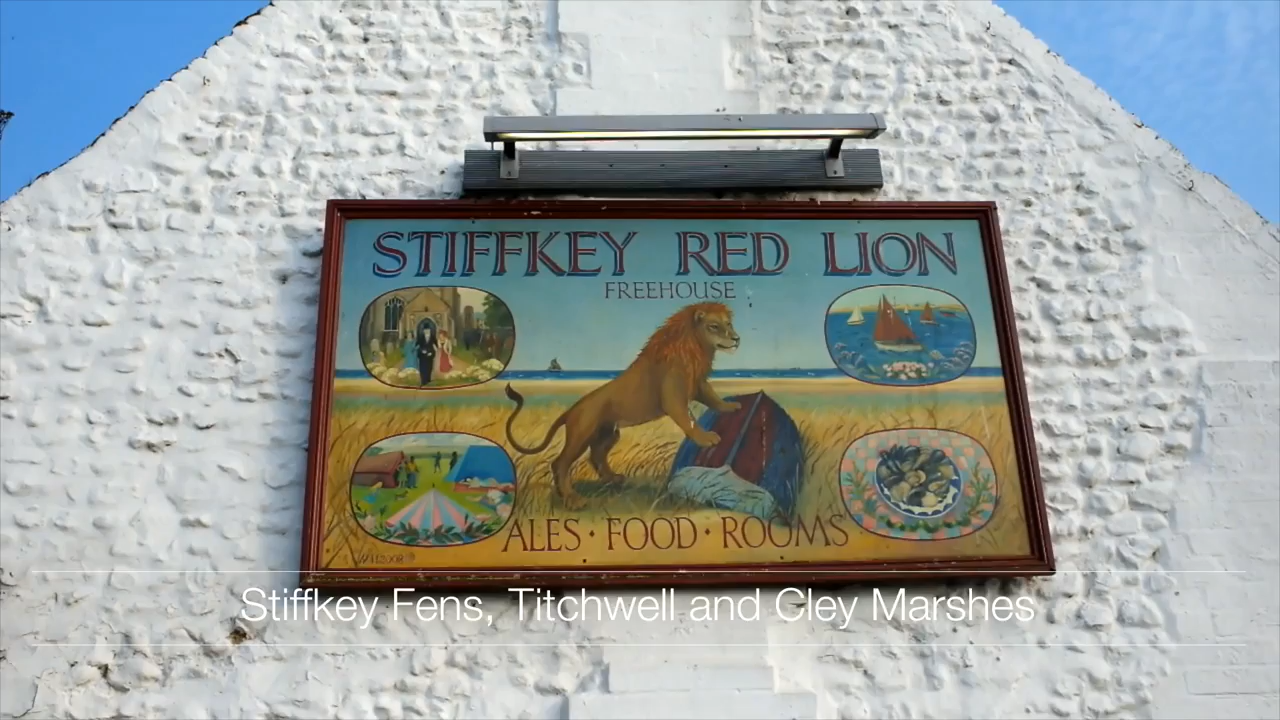 STIFFKEY RED LION
FREEHOUSE
ALES · FOOD · ROOMS
Stiffkey Fens, Titchwell and Cley Marshes